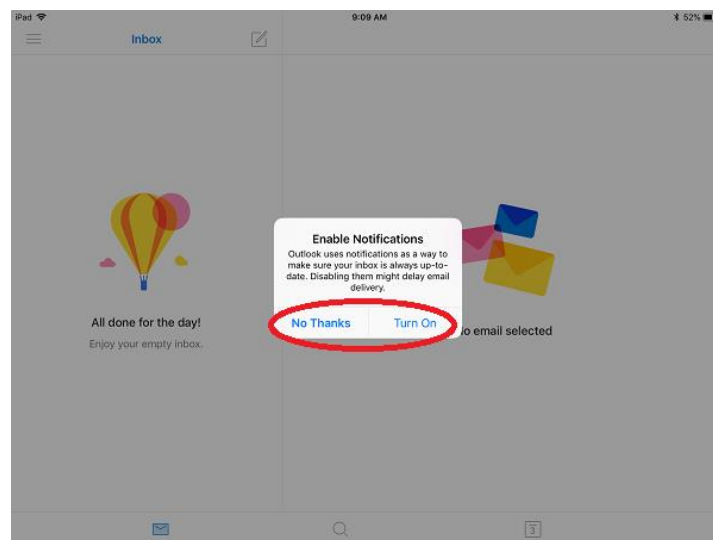 iPad 9:09 AM 52%
Inbox
Enable Notifications
Outlook uses notifications as a way to
make sure your inbox is always up-to-
date. Disabling them might delay email
delivery.
No Thanks Turn On
All done for the day!
Enjoy your empty inbox.
o email selected
3